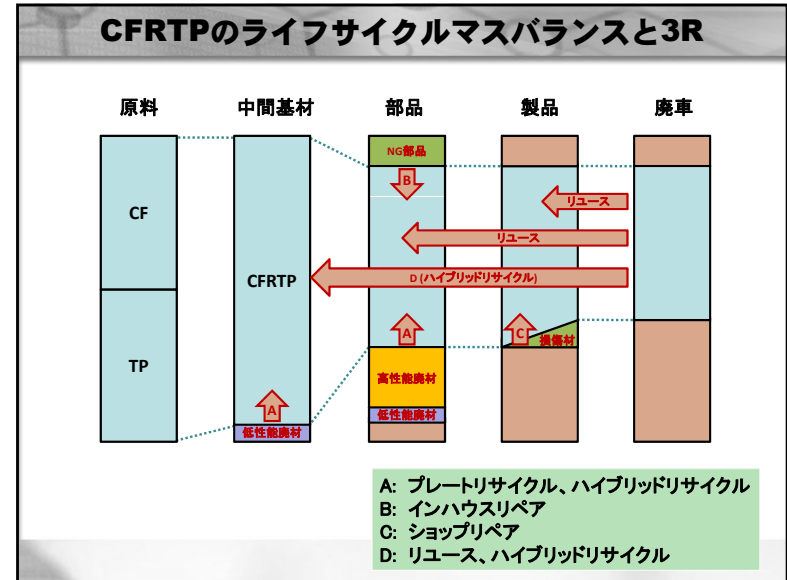 CFRTPのライフサイクルマスバランスと3R
原料
中間基材
部品
製品
廃車
CF
TP
CFRTP
A
低性能廃材
NG部品
B
A
高性能廃材
低性能廃材
リユース
リユース
D (ハイブリッドリサイクル)
C
損傷材
A: プレートリサイクル、ハイブリッドリサイクル
B: インハウスリペア
C: ショップリペア
D: リユース、ハイブリッドリサイクル